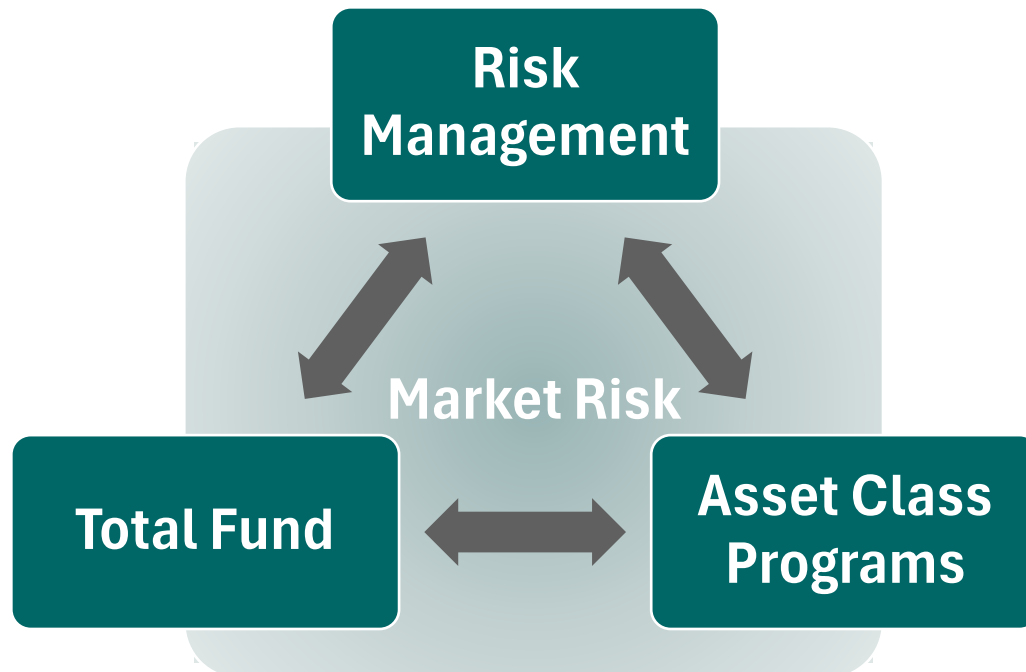 Risk
Management
Market Risk
Total Fund
Asset Class
Programs